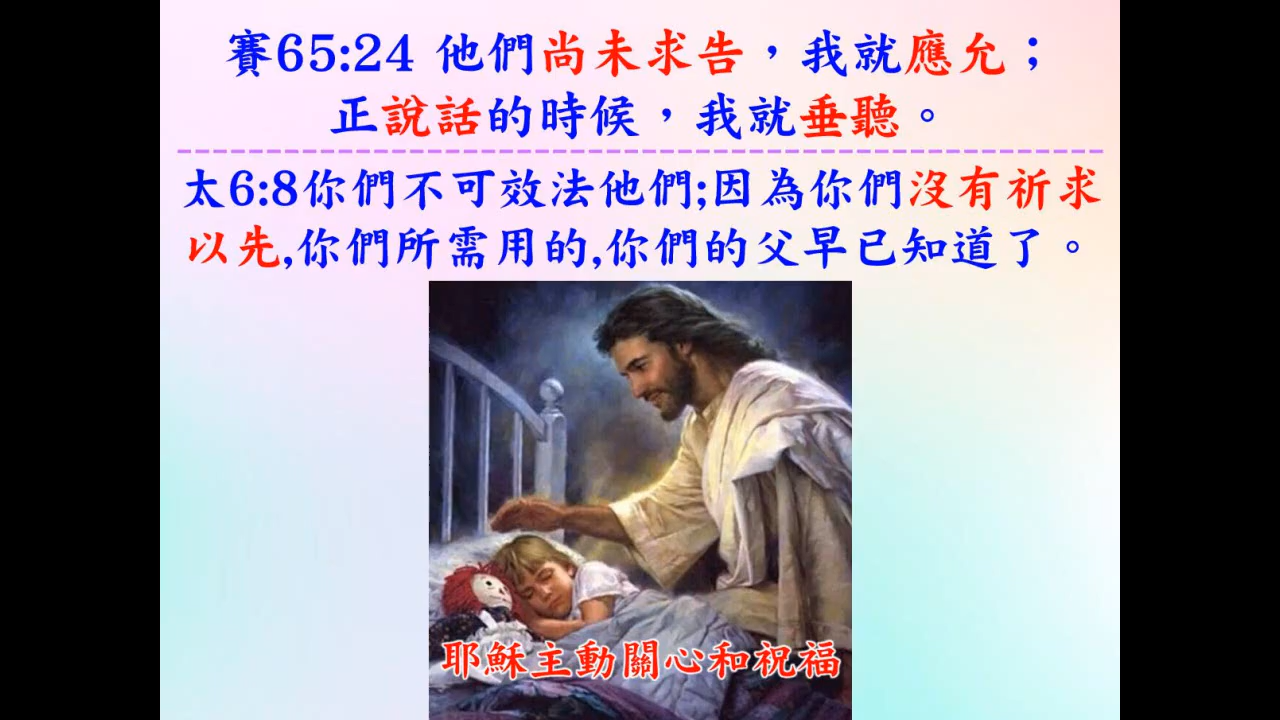 賽65:24 他們尚未求告，我就應允；
正說話的時候，我就垂聽。
太6:8你們不可效法他們;因為你們沒有祈求
以先,你們所需用的,你們的父早已知道了。
耶穌主動關心和祝福